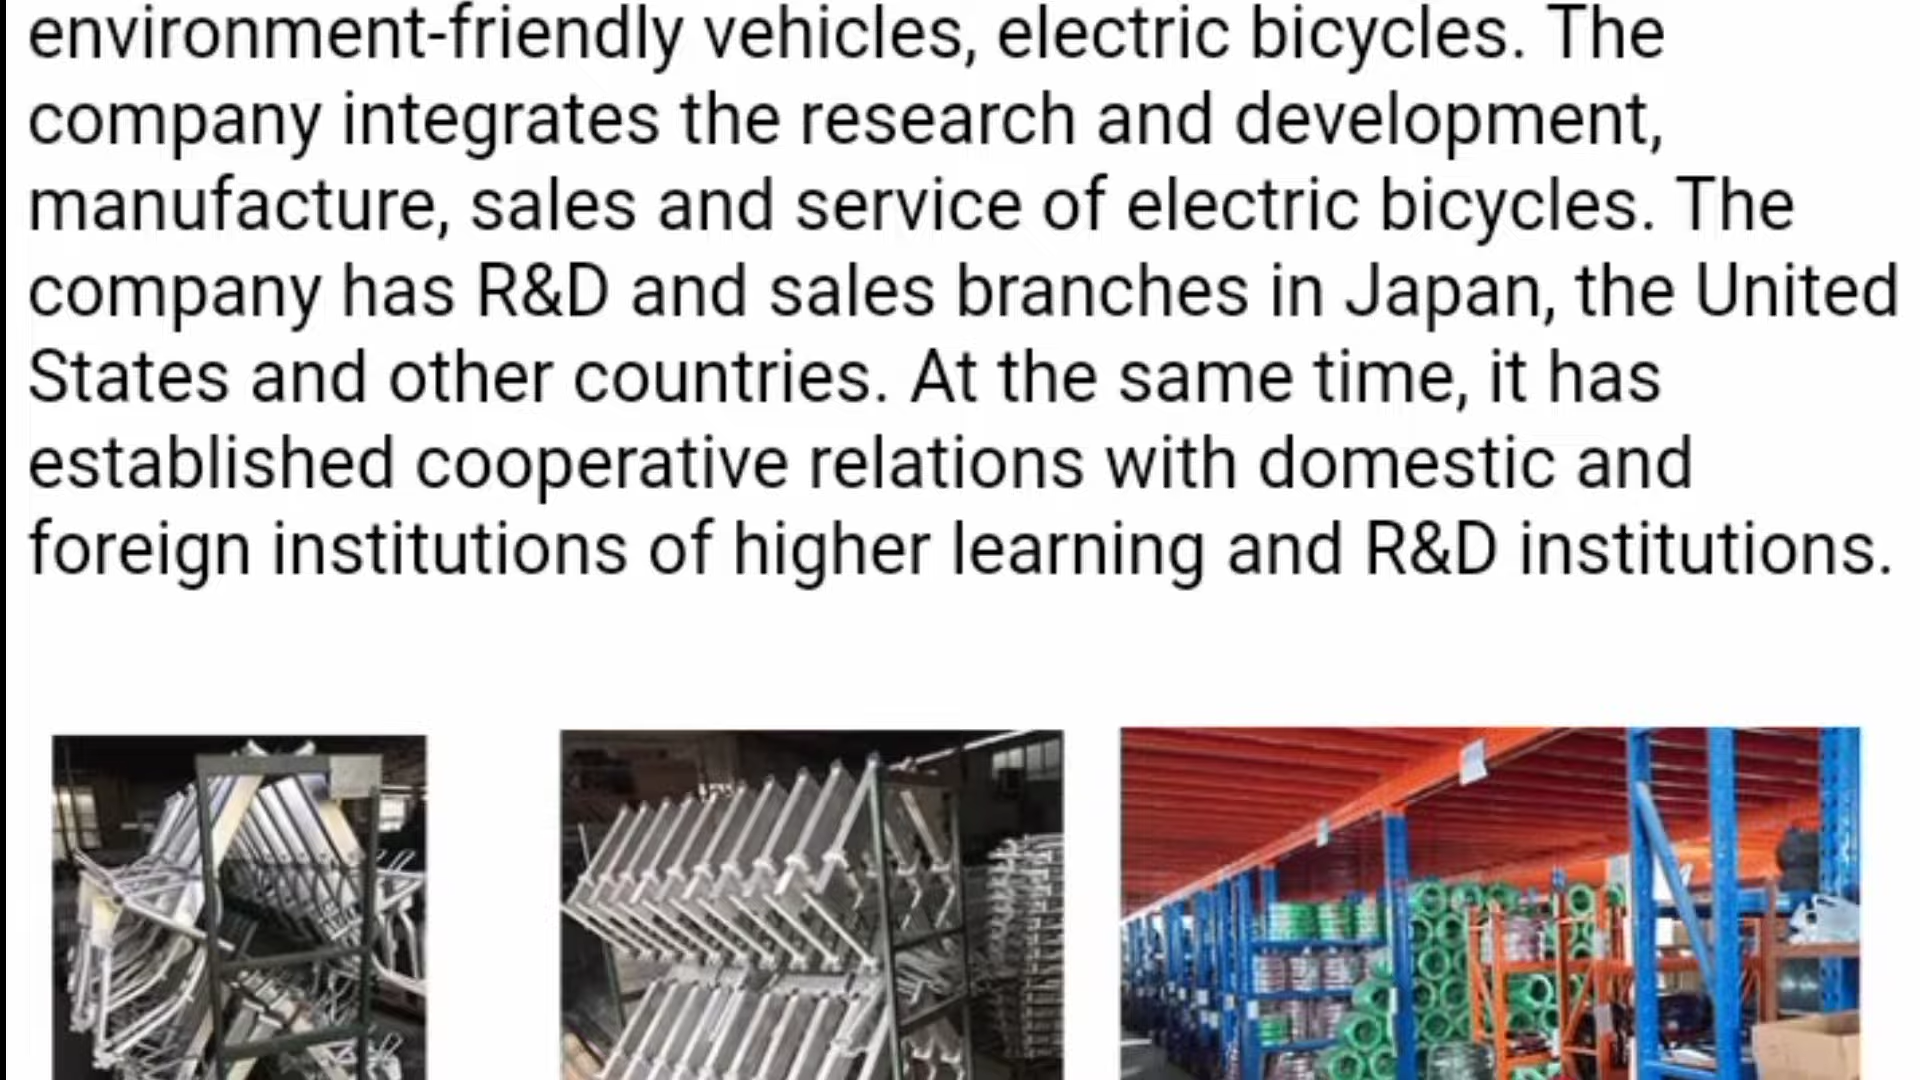 environment-friendly vehicles, electric bicycles. The
company integrates the research and development,
manufacture, sales and service of electric bicycles. The
company has R&D and sales branches in Japan, the United
States and other countries. At the same time, it has
established cooperative relations with domestic and
foreign institutions of higher learning and R&D institutions.